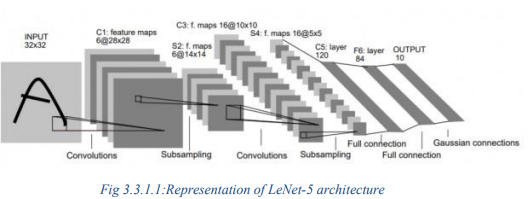 INPUT
32x32
C1: feature maps
6@28x28
S2: f. maps
6@14x14
C3: f. maps 16@10x10
S4: f. maps 16@5x5
C5: layer
120
F6: layer
84
OUTPUT
10
Convolutions
Subsampling
Convolutions
Subsampling
Full connection
Full connection
Gaussian connections
Fig 3.3.1.1:Representation of LeNet-5 architecture